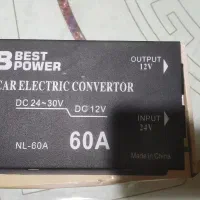 B BEST
POWER
CAR ELECTRIC CONVERTOR
DC 24~30V DC 12V
NL-60A 60A
OUTPUT
12V
INPUT
24V
Made in China